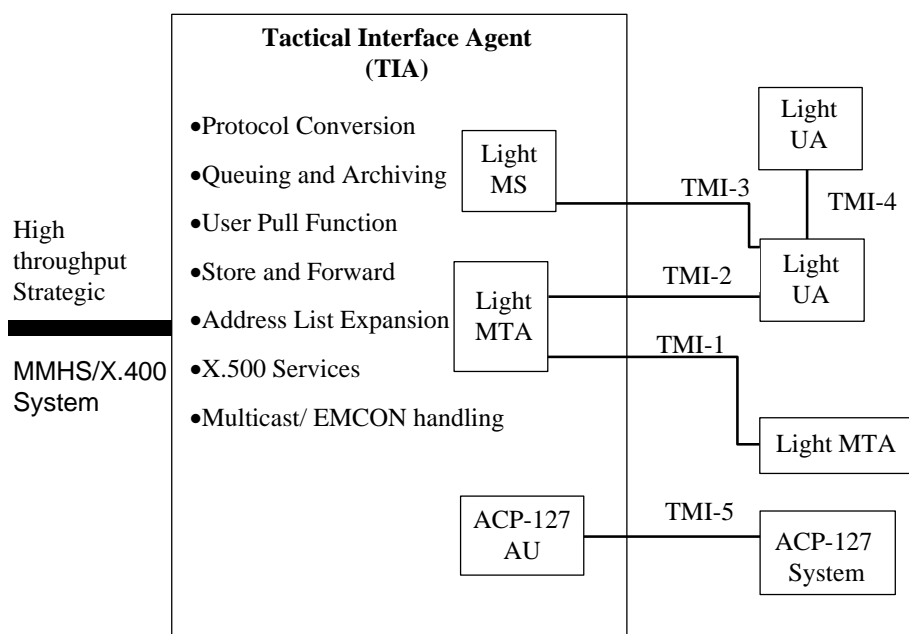 Tactical Interface Agent
(TIA)
•Protocol Conversion
•Queuing and Archiving
•User Pull Function
•Store and Forward
•Address List Expansion
•X.500 Services
•Multicast/ EMCON handling
High
throughput
Strategic
MMHS/X.400
System
Light
MS
Light
MTA
ACP-127
AU
TMI-3
TMI-2
TMI-1
TMI-5
Light
UA
TMI-4
Light
UA
Light MTA
ACP-127
System